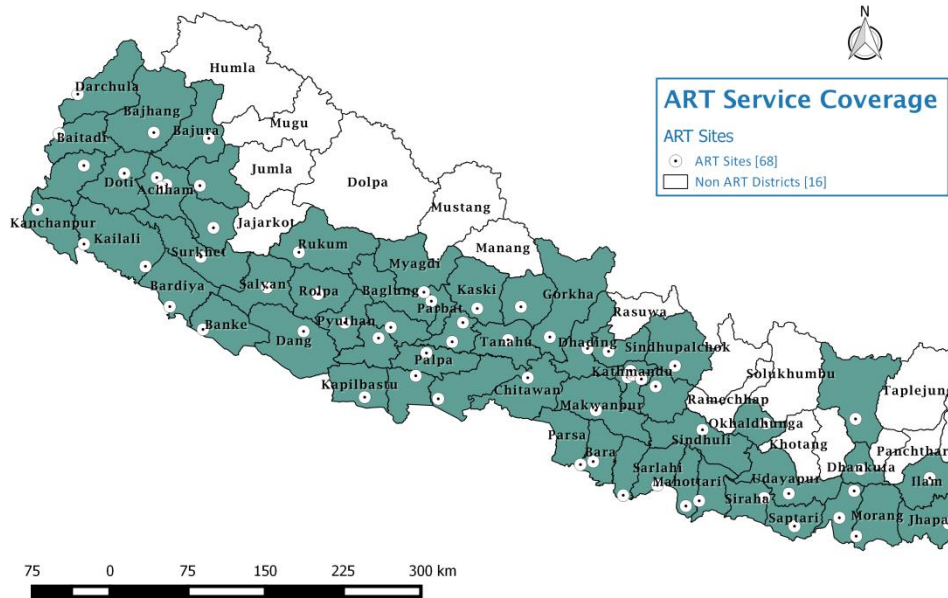 N
ART Service Coverage
ART Sites
ART Sites [68]
Non ART Districts [16]
Humla
Darchula
Bajhang
Mugu
Bajura
Baitadi
Jumla
Doti
Dolpa
Achham
Mustang
Kanchanpur
Jajarkot
Kailali
Rukum
Manang
Surkhet
Myagdi
Bardiya
Salyan
Rolpa
Baglung
Kaski
Gorkha
Parbat
Rasuwa
Banke
Pyuthan
Dang
Tanahu
Dhading
Sindhupalchok
Palpa
Solukhumbu
Kathmandu
Kapilbastu
Chitawan
Taplejung
Ramechhap
Makwanpur
Okhaldhunga
Parsa
Sindhuli
Khotang
Panchthar
Bara
Sarlahi
Dhankuta
Mahottari
Udayapur
Ilam
Siraha
Saptari
Morang
Jhapa
75 0 75 150 225 300 km